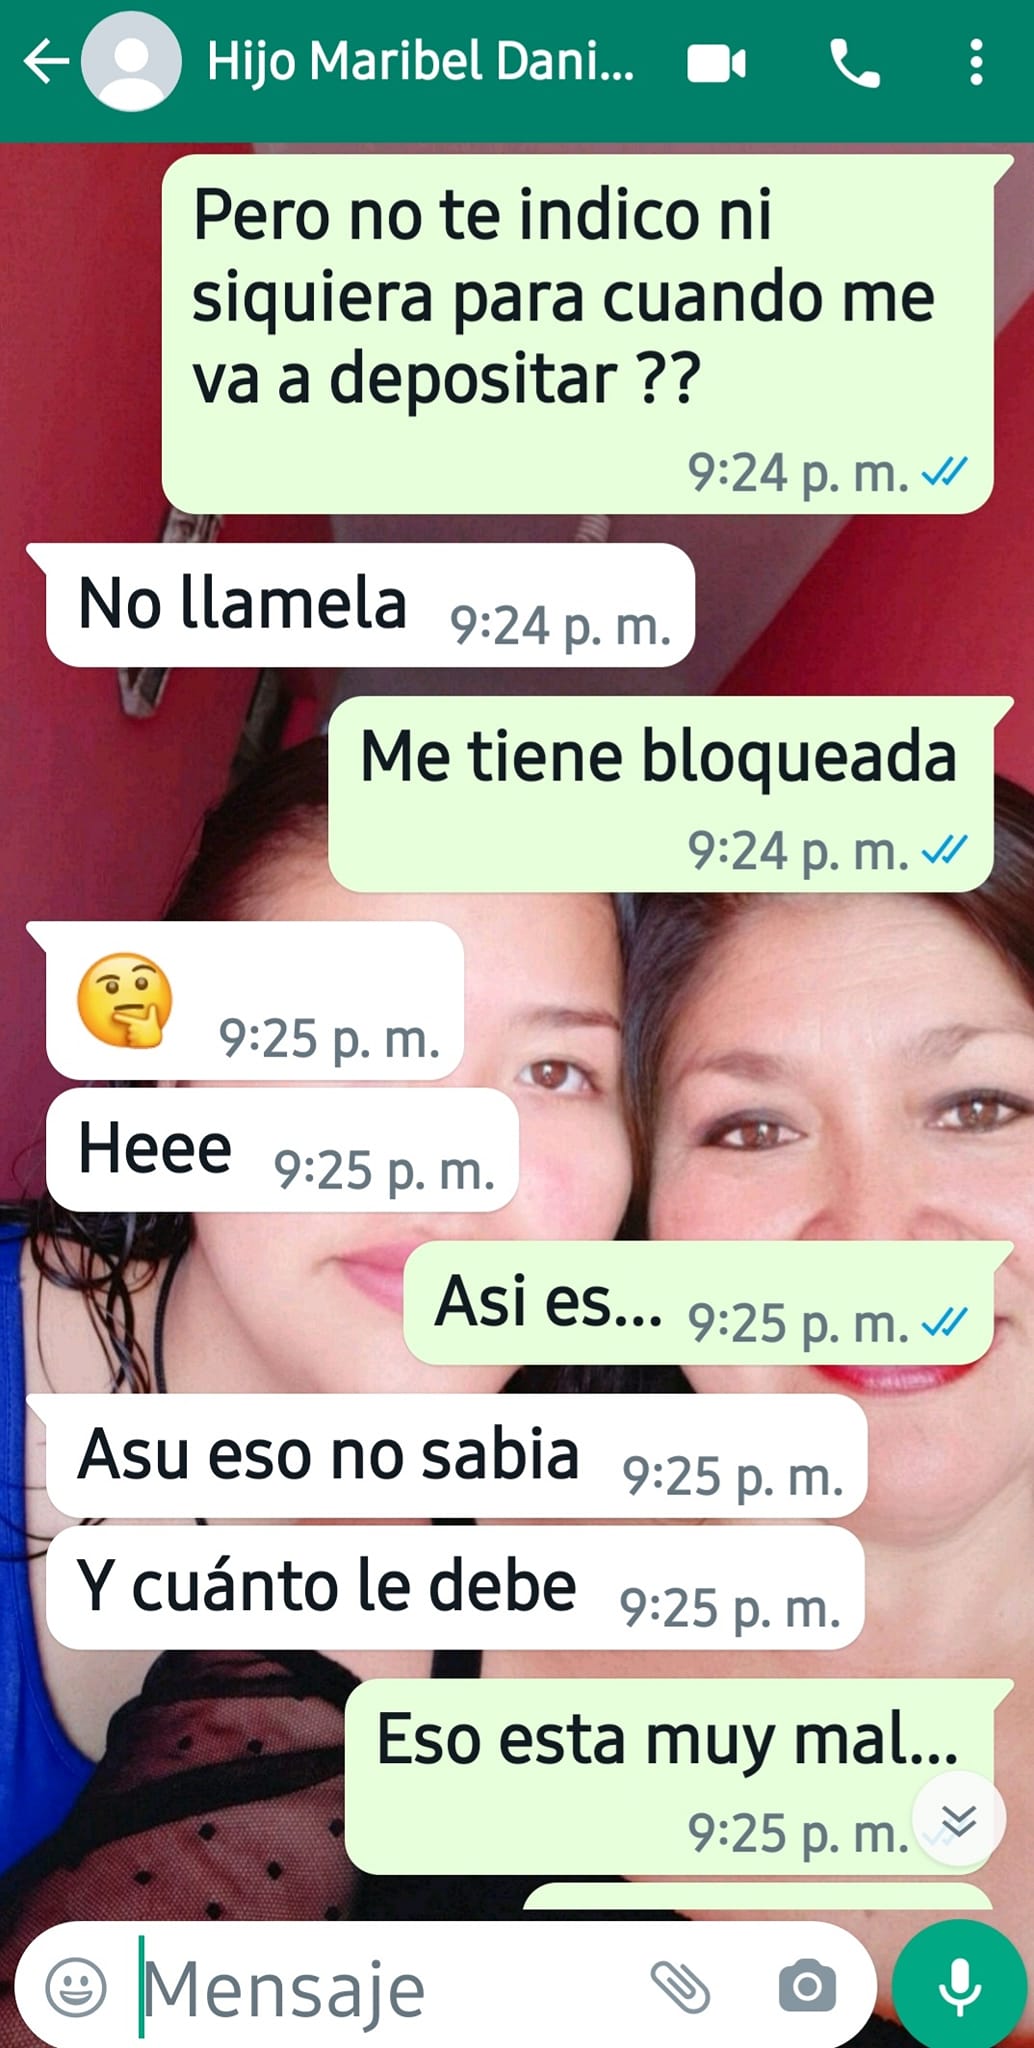 Hijo Maribel Dani...
Pero no te indico ni
siquiera para cuando me
va a depositar ??
9:24 p. m.
No llamela 9:24 p. m.
Me tiene bloqueada
9:24 p. m.
🤔 9:25 p. m.
Heee 9:25 p. m.
Asi es... 9:25 p. m.
Asu eso no sabia 9:25 p. m.
Y cuánto le debe 9:25 p. m.
Eso esta muy mal...
9:25 p. m.
Mensaje